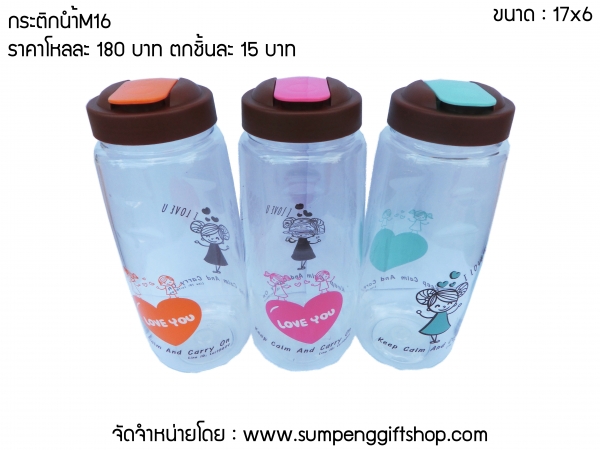 กระติกน้ำM16
ราคาโหลละ 180 บาท ตกชิ้นละ 15 บาท
ขนาด : 17x6
I LOVE U
LOVE YOU
Keep Calm And Carry On
I LOVE U
LOVE YOU
Keep Calm And Carry On
Keep Calm And
จัดจำหน่ายโดย : www.sumpenggiftshop.com